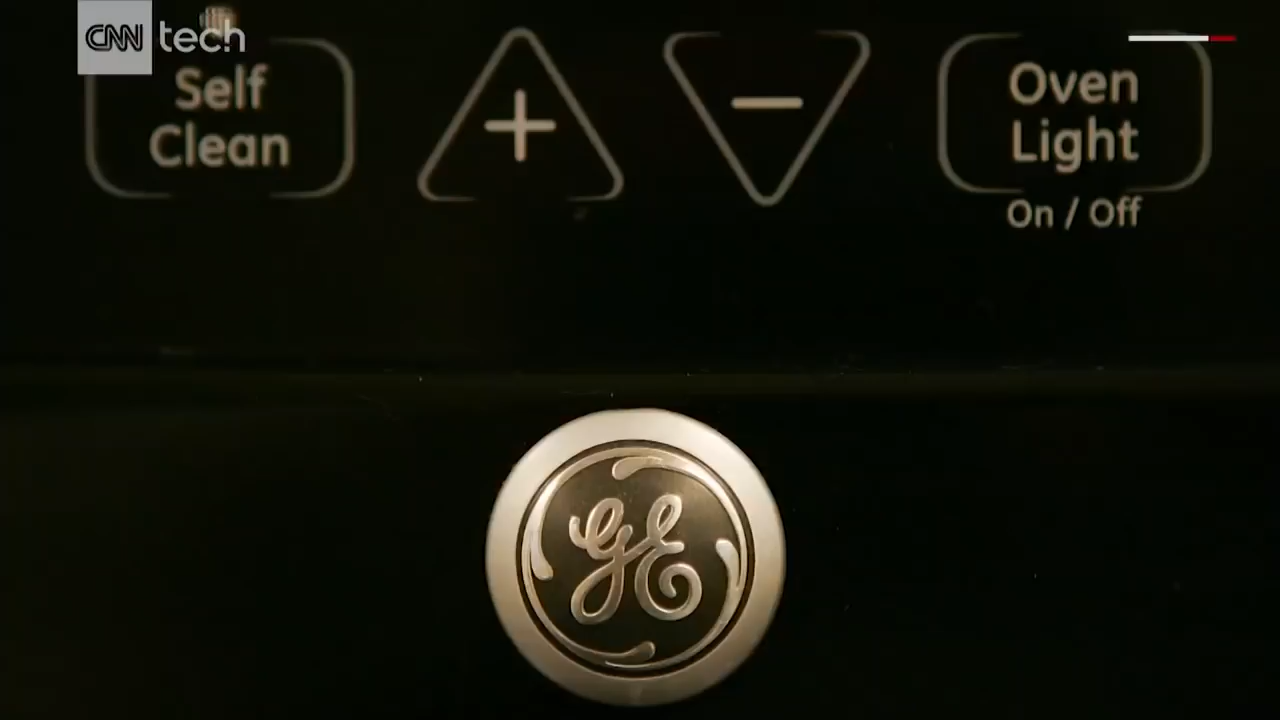 CNN tech
Self
Clean
+
−
Oven
Light
On / Off
GE